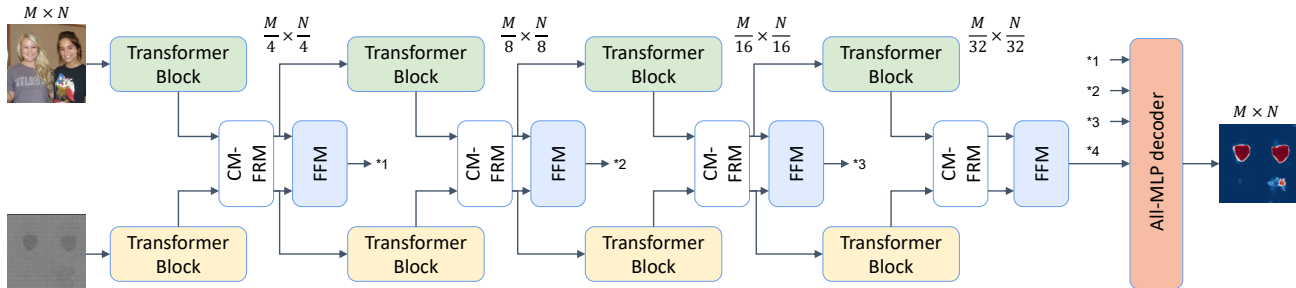 M × N
M/4 × N/4
M/8 × N/8
M/16 × N/16
M/32 × N/32
Transformer
Block
Transformer
Block
Transformer
Block
Transformer
Block
CM-
FRM
FFM
*1
CM-
FRM
FFM
*2
CM-
FRM
FFM
*3
CM-
FRM
FFM
Transformer
Block
Transformer
Block
Transformer
Block
Transformer
Block
*1
*2
*3
*4
All-MLP decoder
M × N